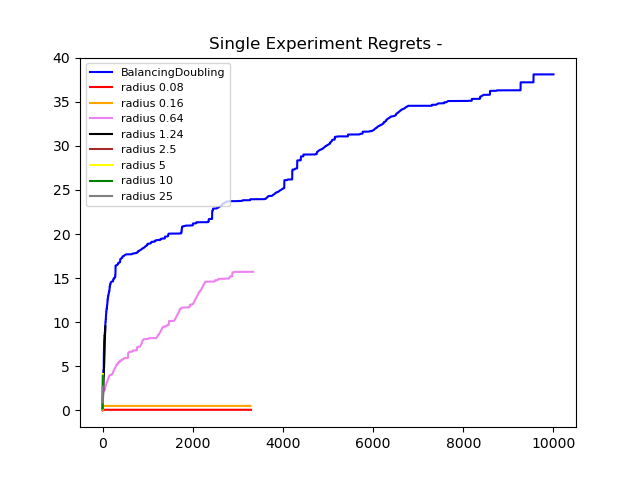 Single Experiment Regrets -
40
35
30
25
20
15
10
5
0
BalancingDoubling
radius 0.08
radius 0.16
radius 0.64
radius 1.24
radius 2.5
radius 5
radius 10
radius 25
0 2000 4000 6000 8000 10000